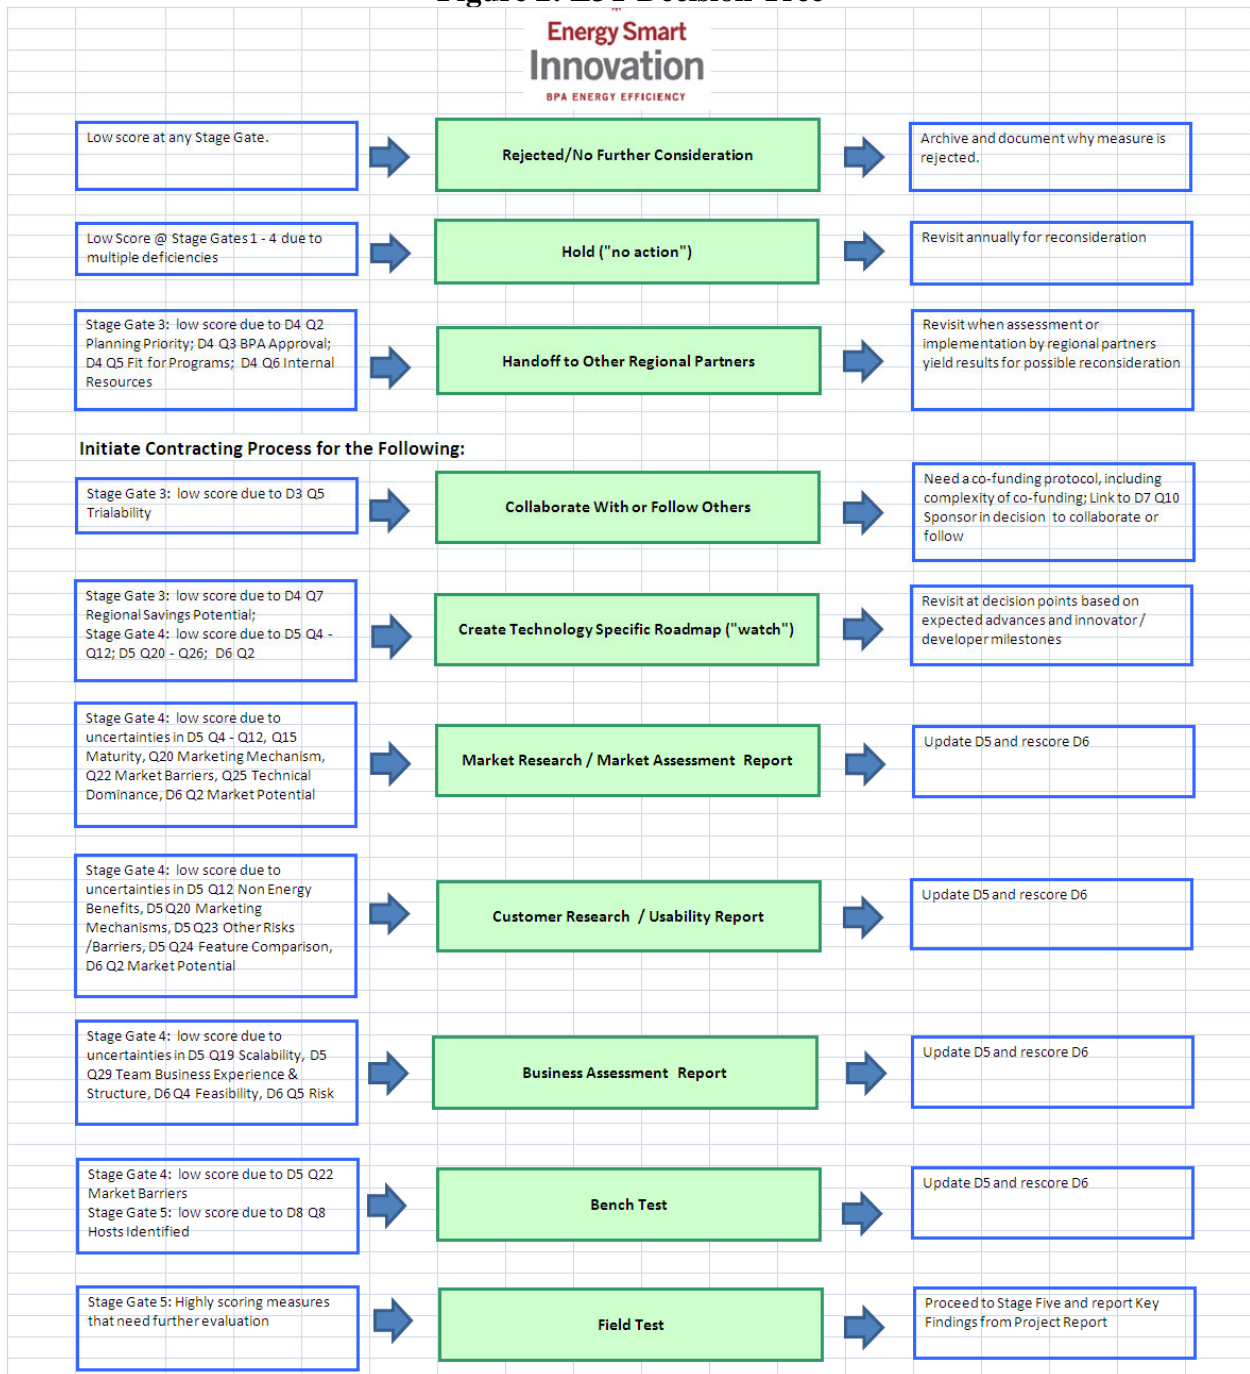 Figure 2: E3T Decision Tree
Energy Smart
Innovation
BPA ENERGY EFFICIENCY
Low score at any Stage Gate.
Rejected/No Further Consideration
Archive and document why measure is
rejected.
Low Score @ Stage Gates 1 - 4 due to
multiple deficiencies
Hold ("no action")
Revisit annually for reconsideration
Stage Gate 3: low score due to D4 Q2
Planning Priority; D4 Q3 BPA Approval;
D4 Q5 Fit for Programs; D4 Q6 Internal
Resources
Handoff to Other Regional Partners
Revisit when assessment or
implementation by regional partners
yield results for possible reconsideration
Initiate Contracting Process for the Following:
Stage Gate 3: low score due to D3 Q5
Trialability
Collaborate With or Follow Others
Need a co-funding protocol, including
complexity of co-funding; Link to D7 Q10
Sponsor in decision to collaborate or
follow
Stage Gate 3: low score due to D4 Q7
Regional Savings Potential;
Stage Gate 4: low score due to D5 Q4 -
Q12; D5 Q20 - Q26; D6 Q2
Create Technology Specific Roadmap ("watch")
Revisit at decision points based on
expected advances and innovator /
developer milestones
Stage Gate 4: low score due to
uncertainties in D5 Q4 - Q12, Q15
Maturity, Q20 Marketing Mechanism,
Q22 Market Barriers, Q25 Technical
Dominance, D6 Q2 Market Potential
Market Research / Market Assessment Report
Update D5 and rescore D6
Stage Gate 4: low score due to
uncertainties in D5 Q12 Non Energy
Benefits, D5 Q20 Marketing
Mechanisms, D5 Q23 Other Risks
/Barriers, D5 Q24 Feature Comparison,
D6 Q2 Market Potential
Customer Research / Usability Report
Update D5 and rescore D6
Stage Gate 4: low score due to
uncertainties in D5 Q19 Scalability, D5
Q29 Team Business Experience &
Structure, D6 Q4 Feasibility, D6 Q5 Risk
Business Assessment Report
Update D5 and rescore D6
Stage Gate 4: low score due to D5 Q22
Market Barriers
Stage Gate 5: low score due to D8 Q8
Hosts Identified
Bench Test
Update D5 and rescore D6
Stage Gate 5: Highly scoring measures
that need further evaluation
Field Test
Proceed to Stage Five and report Key
Findings from Project Report